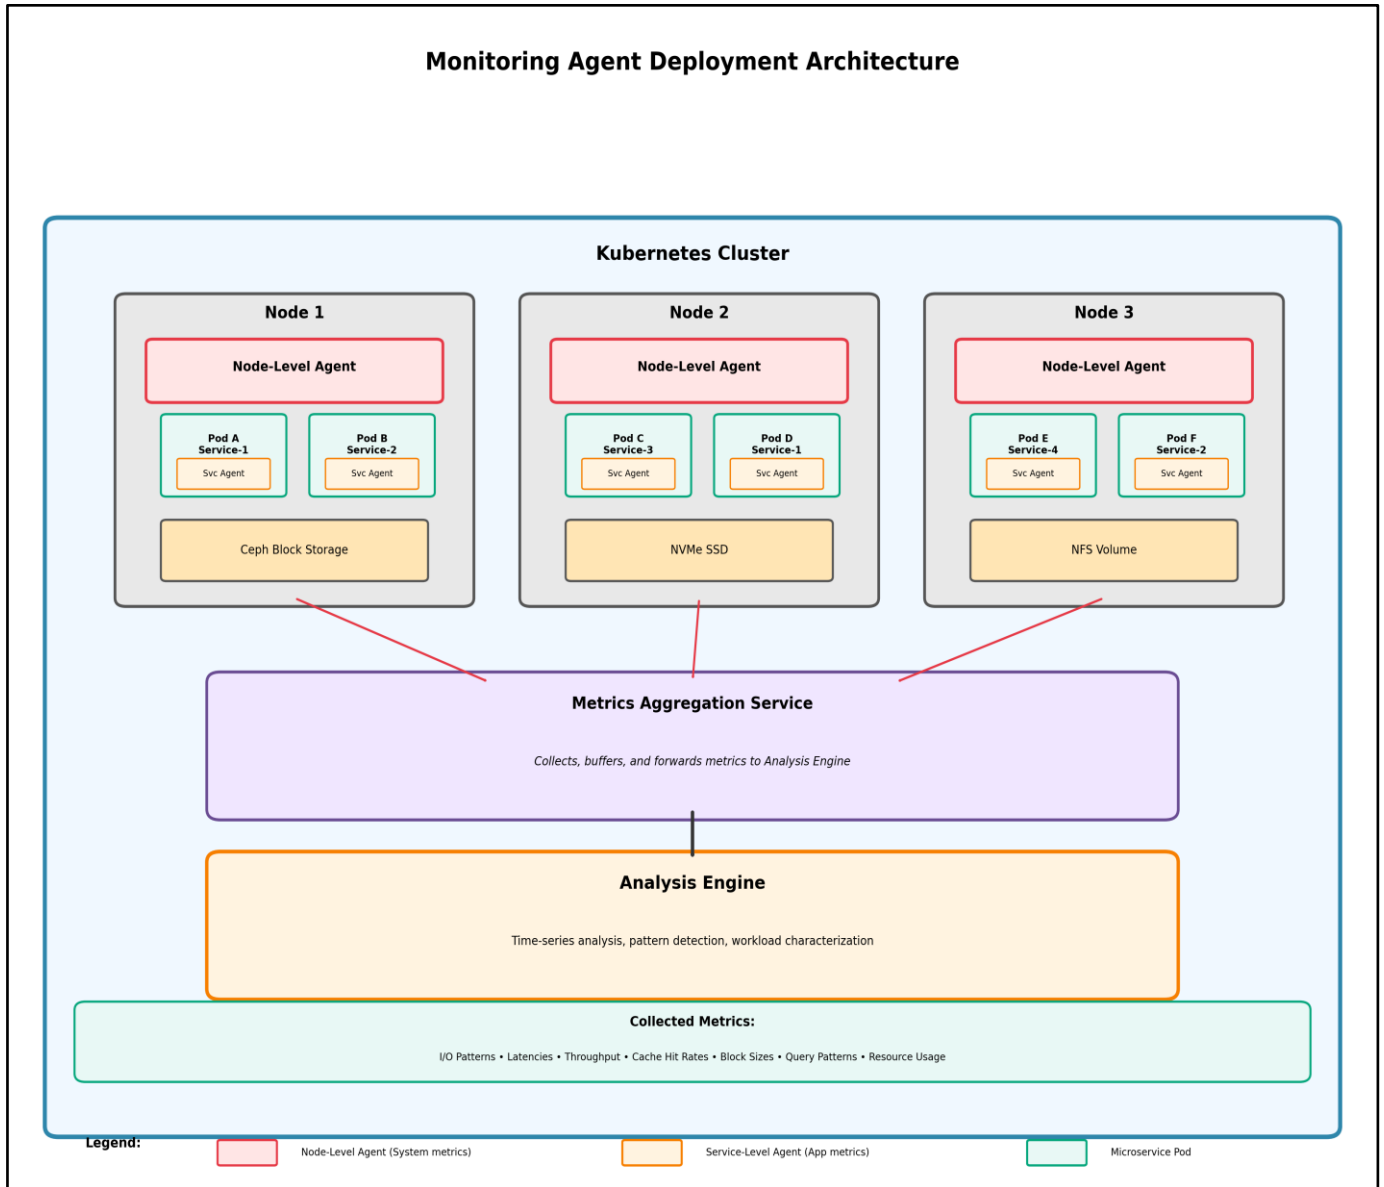 Monitoring Agent Deployment Architecture
Kubernetes Cluster
Node 1
Node-Level Agent
Pod A
Service-1
Svc Agent
Pod B
Service-2
Svc Agent
Ceph Block Storage
Node 2
Node-Level Agent
Pod C
Service-3
Svc Agent
Pod D
Service-1
Svc Agent
NVMe SSD
Node 3
Node-Level Agent
Pod E
Service-4
Svc Agent
Pod F
Service-2
Svc Agent
NFS Volume
Metrics Aggregation Service
Collects, buffers, and forwards metrics to Analysis Engine
Analysis Engine
Time-series analysis, pattern detection, workload characterization
Collected Metrics:
I/O Patterns • Latencies • Throughput • Cache Hit Rates • Block Sizes • Query Patterns • Resource Usage
Legend:
Node-Level Agent (System metrics)
Service-Level Agent (App metrics)
Microservice Pod